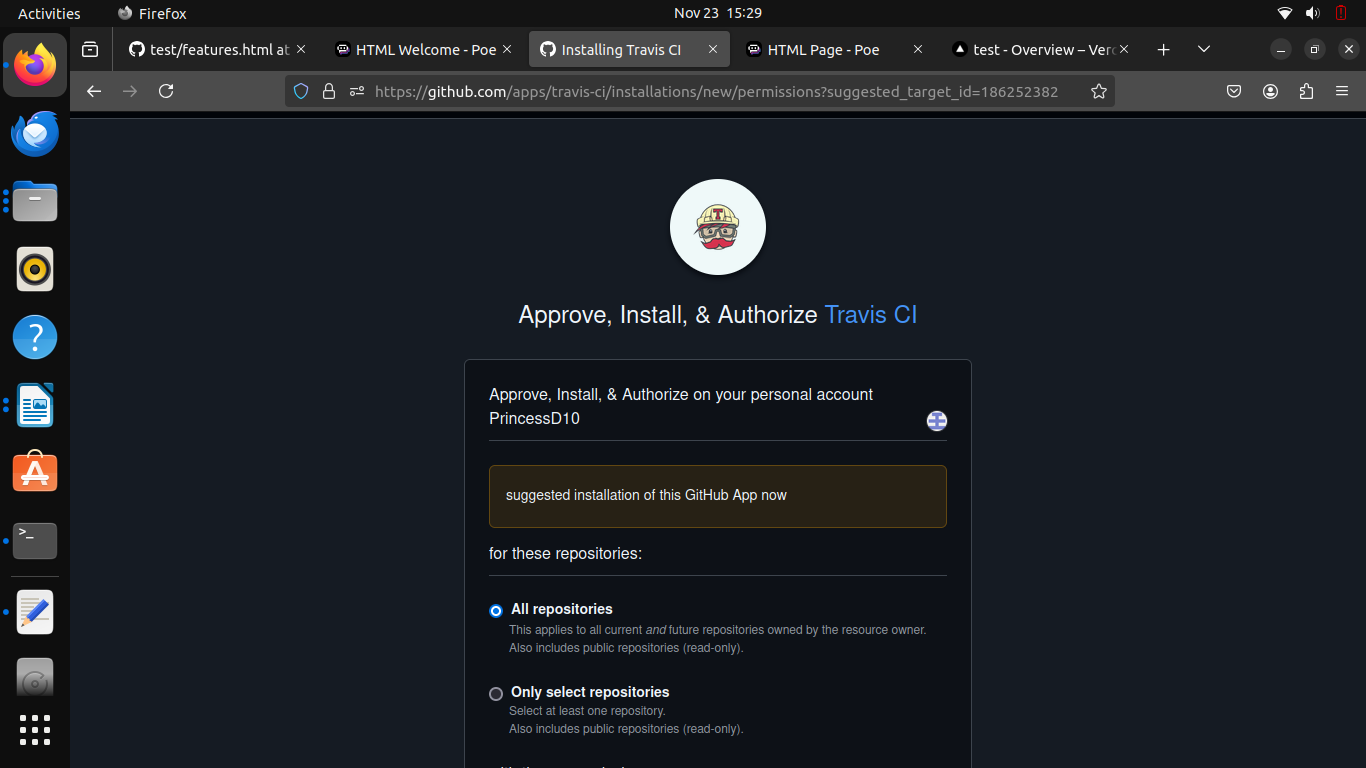 Activities
Firefox
Nov 23 15:29
test/features.html at
HTML Welcome - Poe
Installing Travis CI
HTML Page - Poe
test - Overview – Verc
https://github.com/apps/travis-ci/installations/new/permissions?suggested_target_id=186252382
Approve, Install, & Authorize Travis CI
Approve, Install, & Authorize on your personal account
PrincessD10
suggested installation of this GitHub App now
for these repositories:
All repositories
This applies to all current and future repositories owned by the resource owner.
Also includes public repositories (read-only).
Only select repositories
Select at least one repository.
Also includes public repositories (read-only).